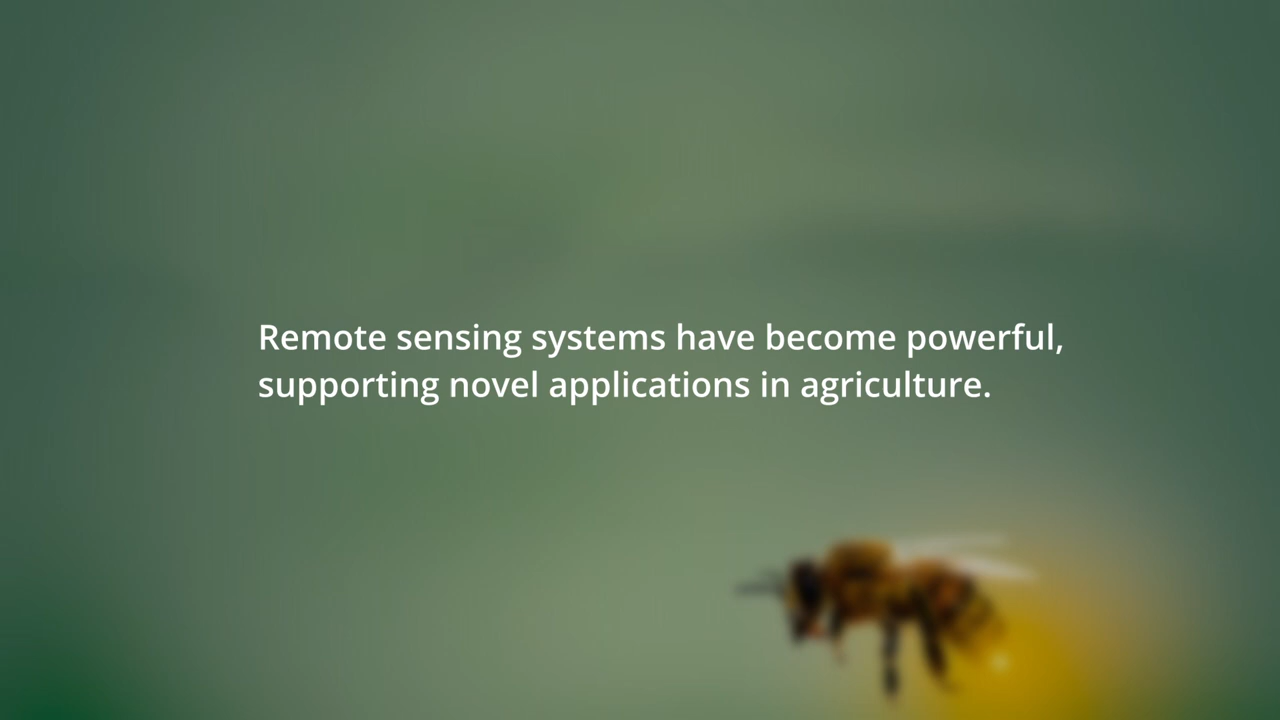 Remote sensing systems have become powerful,
supporting novel applications in agriculture.